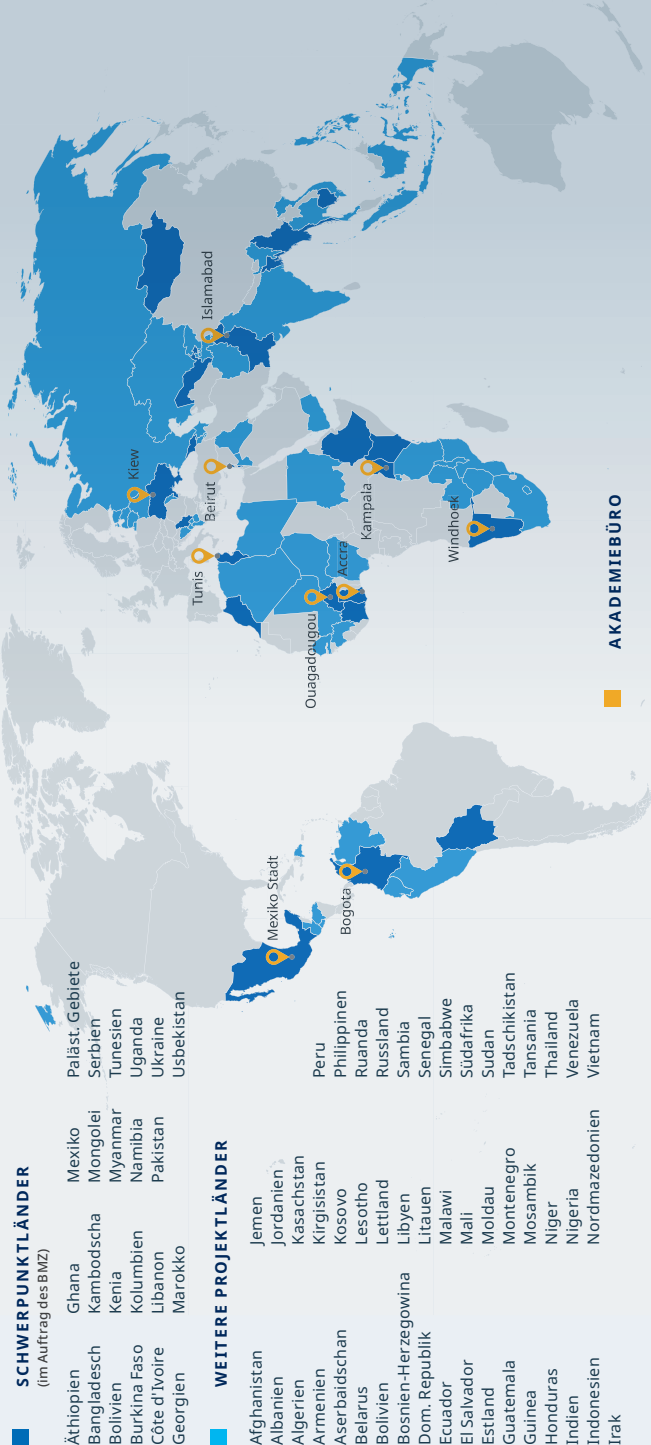 SCHWERPUNKTLÄNDER
(im Auftrag des BMZ)
Äthiopien
Bangladesch
Bolivien
Burkina Faso
Côte d'Ivoire
Georgien
Ghana
Kambodscha
Kenia
Kolumbien
Libanon
Marokko
Mexiko
Mongolei
Myanmar
Namibia
Pakistan
Paläst. Gebiete
Serbien
Tunesien
Uganda
Ukraine
Usbekistan
WEITERE PROJEKTLÄNDER
Afghanistan
Albanien
Algerien
Armenien
Aserbaidschan
Belarus
Bolivien
Bosnien-Herzegowina
Dom. Republik
Ecuador
El Salvador
Estland
Guatemala
Guinea
Honduras
Indien
Indonesien
Irak
Jemen
Jordanien
Kasachstan
Kirgisistan
Kosovo
Lesotho
Lettland
Libyen
Litauen
Malawi
Mali
Moldau
Montenegro
Mosambik
Niger
Nigeria
Nordmazedonien
Peru
Philippinen
Ruanda
Russland
Sambia
Senegal
Simbabwe
Südafrika
Sudan
Tadschikistan
Tansania
Thailand
Venezuela
Vietnam
Mexiko Stadt
Bogota
Ouagadougou
Accra
Tunis
Kiew
Beirut
Kampala
Windhoek
Islamabad
AKADEMIEBÜRO